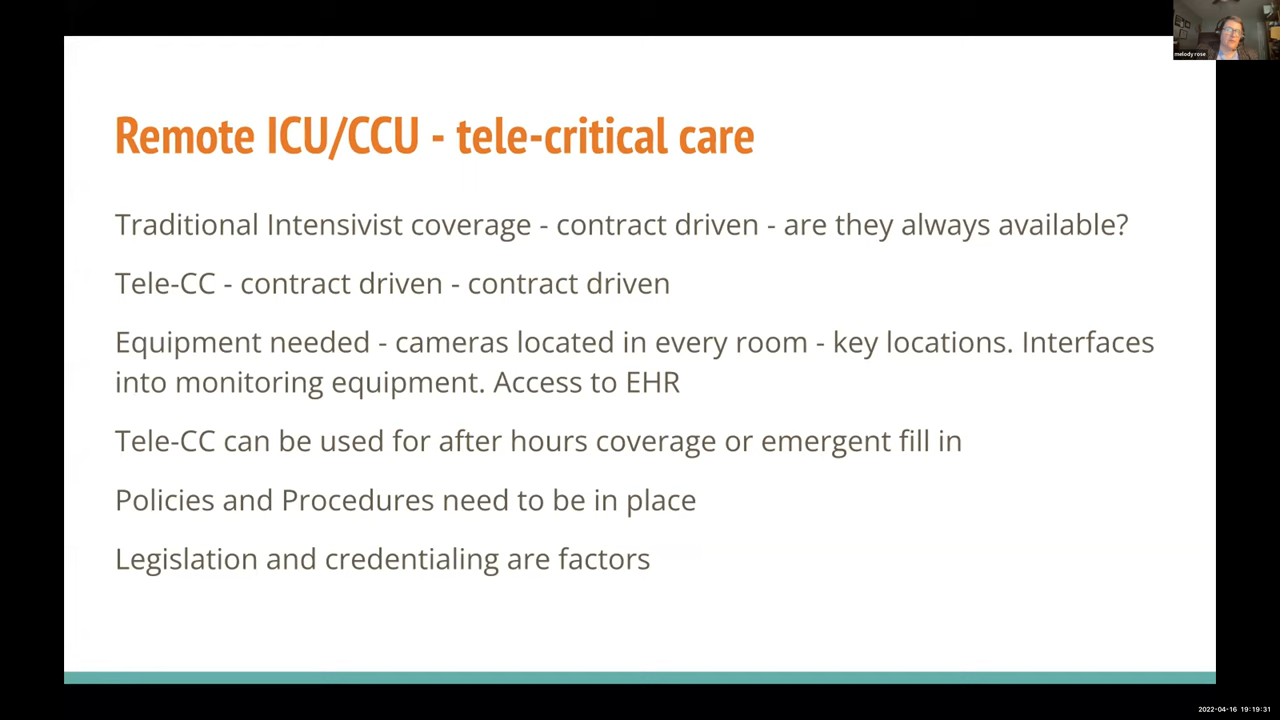 melody rose
Remote ICU/CCU - tele-critical care
Traditional Intensivist coverage - contract driven - are they always available?
Tele-CC - contract driven - contract driven
Equipment needed - cameras located in every room - key locations. Interfaces
into monitoring equipment. Access to EHR
Tele-CC can be used for after hours coverage or emergent fill in
Policies and Procedures need to be in place
Legislation and credentialing are factors
2022-04-16 19:19:31